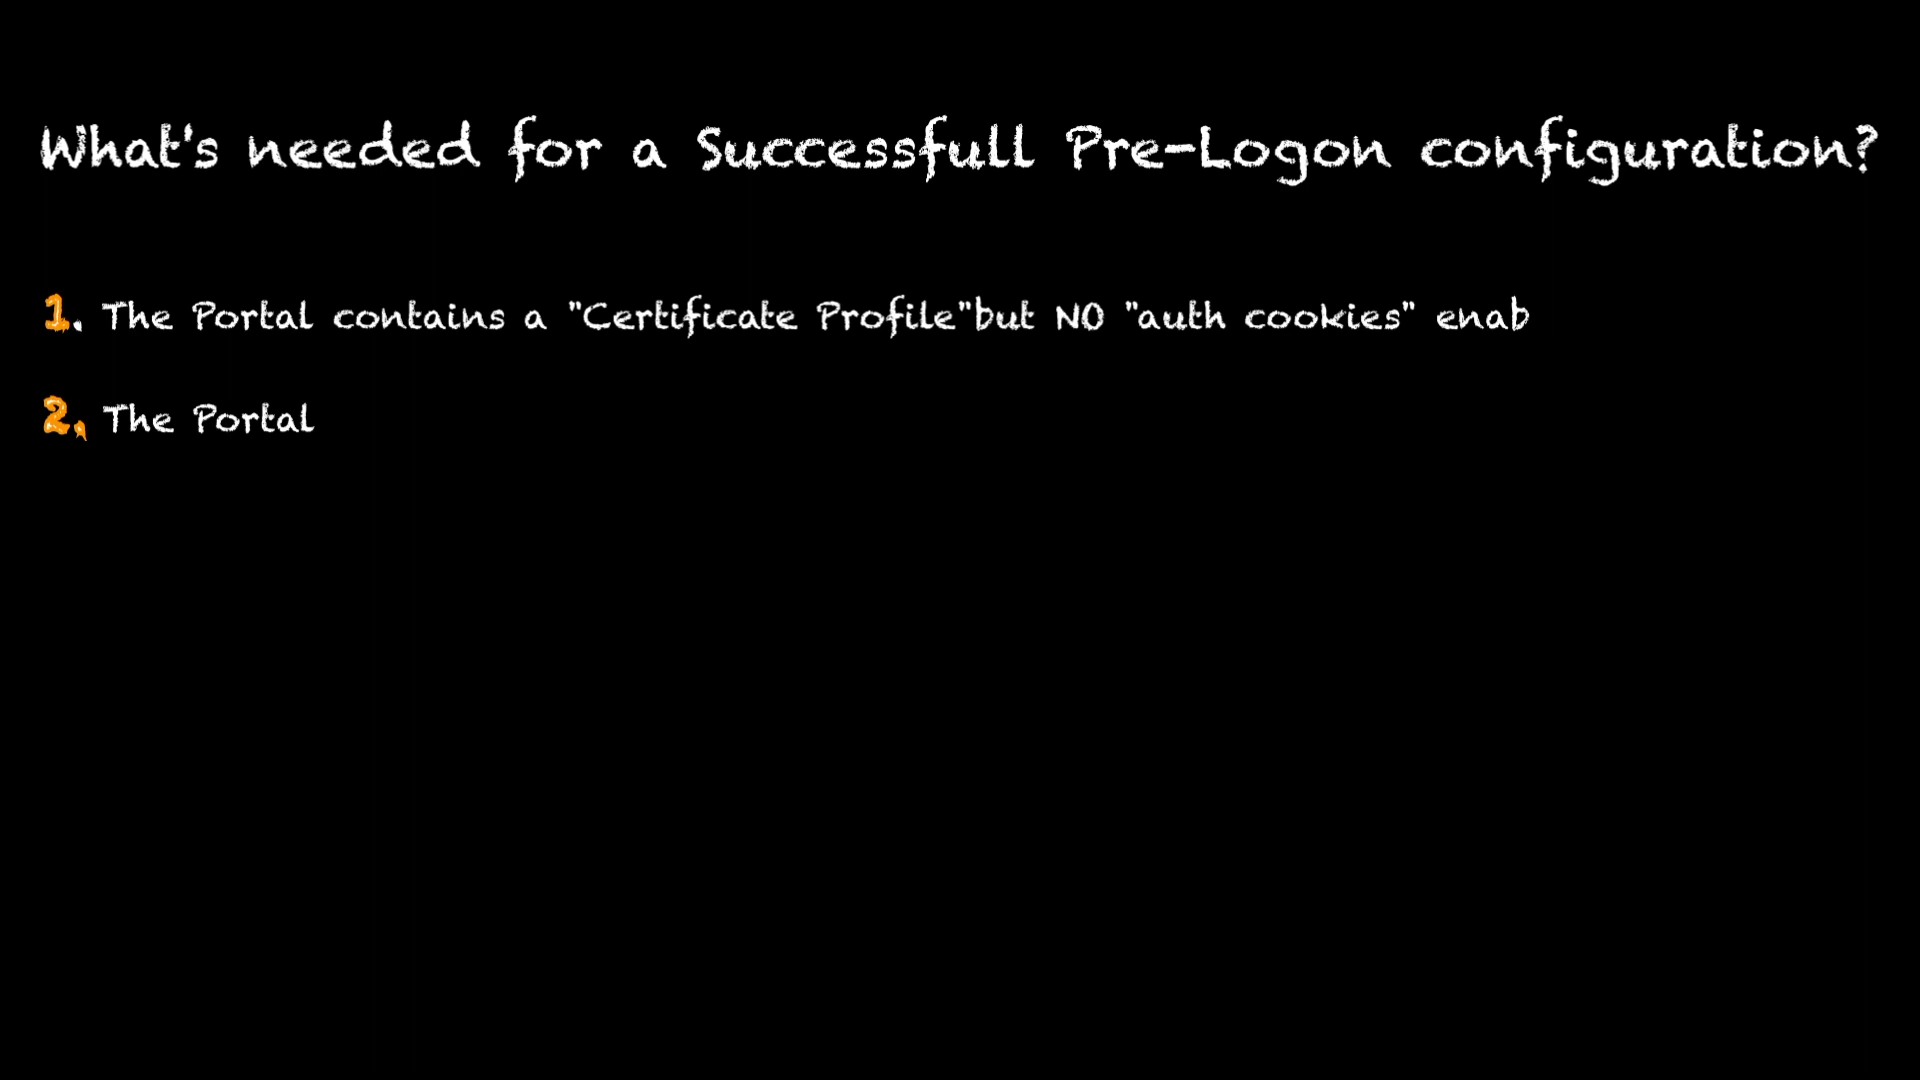 What's needed for a Successfull Pre-Logon configuration?
1. The Portal contains a "Certificate Profile"but NO "auth cookies" enab
2. The Portal